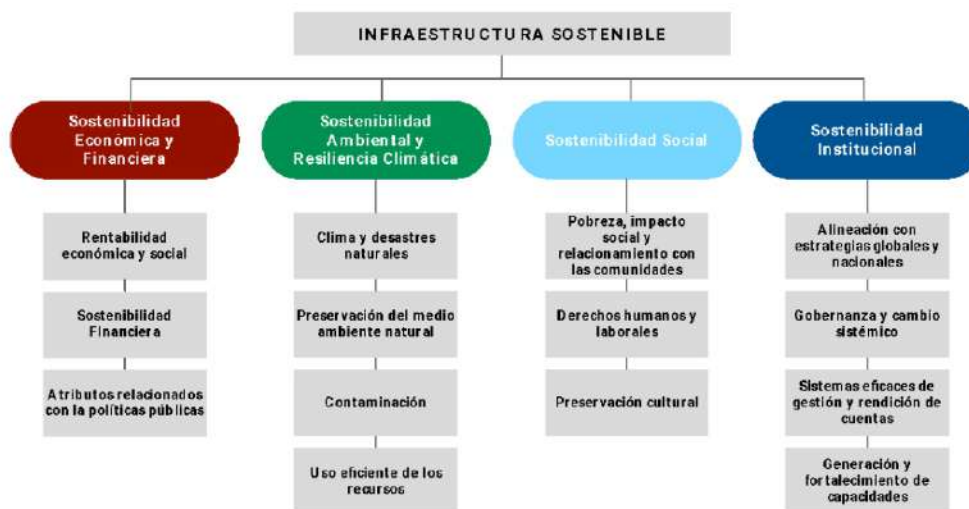 INFRAESTRUCTURA SOSTENIBLE
Sostenibilidad
Económica y
Financiera
Rentabilidad
económica y social
Sostenibilidad
Financiera
Atributos relacionados
con la políticas públicas
Sostenibilidad
Ambiental y
Resiliencia Climática
Clima y desastres
naturales
Preservación del medio
ambiente natural
Contaminación
Uso eficiente de los
recursos
Sostenibilidad Social
Pobreza, impacto
social y
relacionamiento con
las comunidades
Derechos humanos y
laborales
Preservación cultural
Sostenibilidad
Institucional
Alineación con
estrategias globales y
nacionales
Gobernanza y cambio
sistémico
Sistemas eficaces de
gestión y rendición de
cuentas
Generación y
fortalecimiento de
capacidades